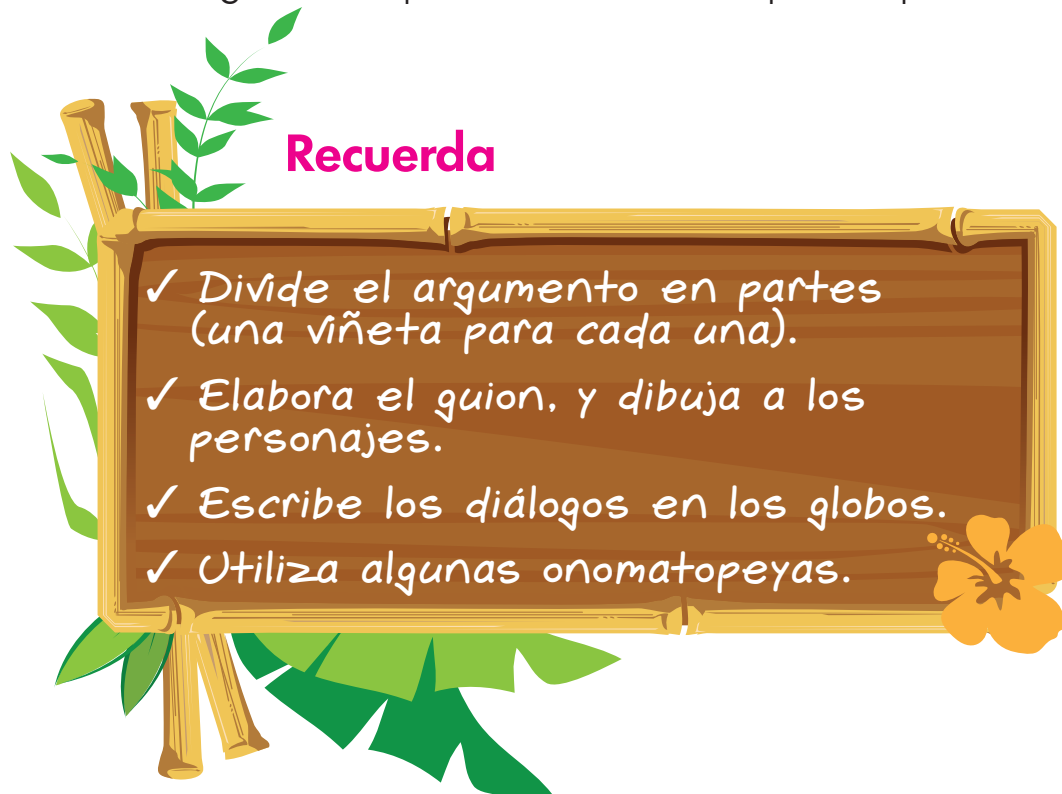 Recuerda
✓ Divide el argumento en partes
(una viñeta para cada una).
✓ Elabora el guion, y dibuja a los
personajes.
✓ Escribe los diálogos en los globos.
✓ Utiliza algunas onomatopeyas.